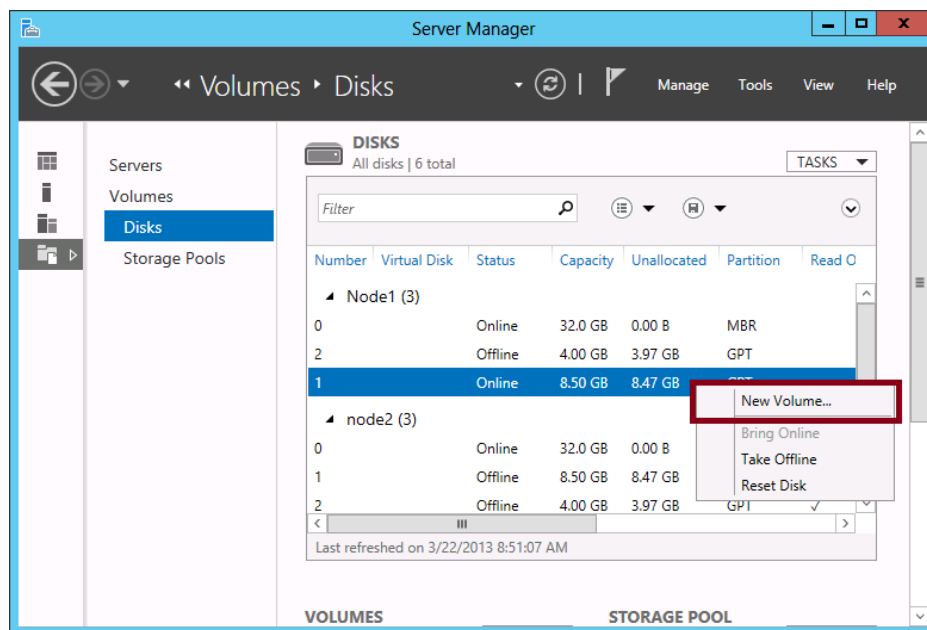 Server Manager
Volumes Disks
Manage Tools View Help
Servers
Volumes
Disks
Storage Pools
DISKS
All disks | 6 total
TASKS
Filter
Number Virtual Disk Status Capacity Unallocated Partition Read O
Node1 (3)
0 Online 32.0 GB 0.00 B MBR
2 Offline 4.00 GB 3.97 GB GPT
1 Online 8.50 GB 8.47 GB GPT
New Volume...
Bring Online
Take Offline
Reset Disk
node2 (3)
0 Online 32.0 GB 0.00 B
1 Offline 8.50 GB 8.47 GB
2 Offline 4.00 GB 3.97 GB GPT
Last refreshed on 3/22/2013 8:51:07 AM
VOLUMES STORAGE POOL